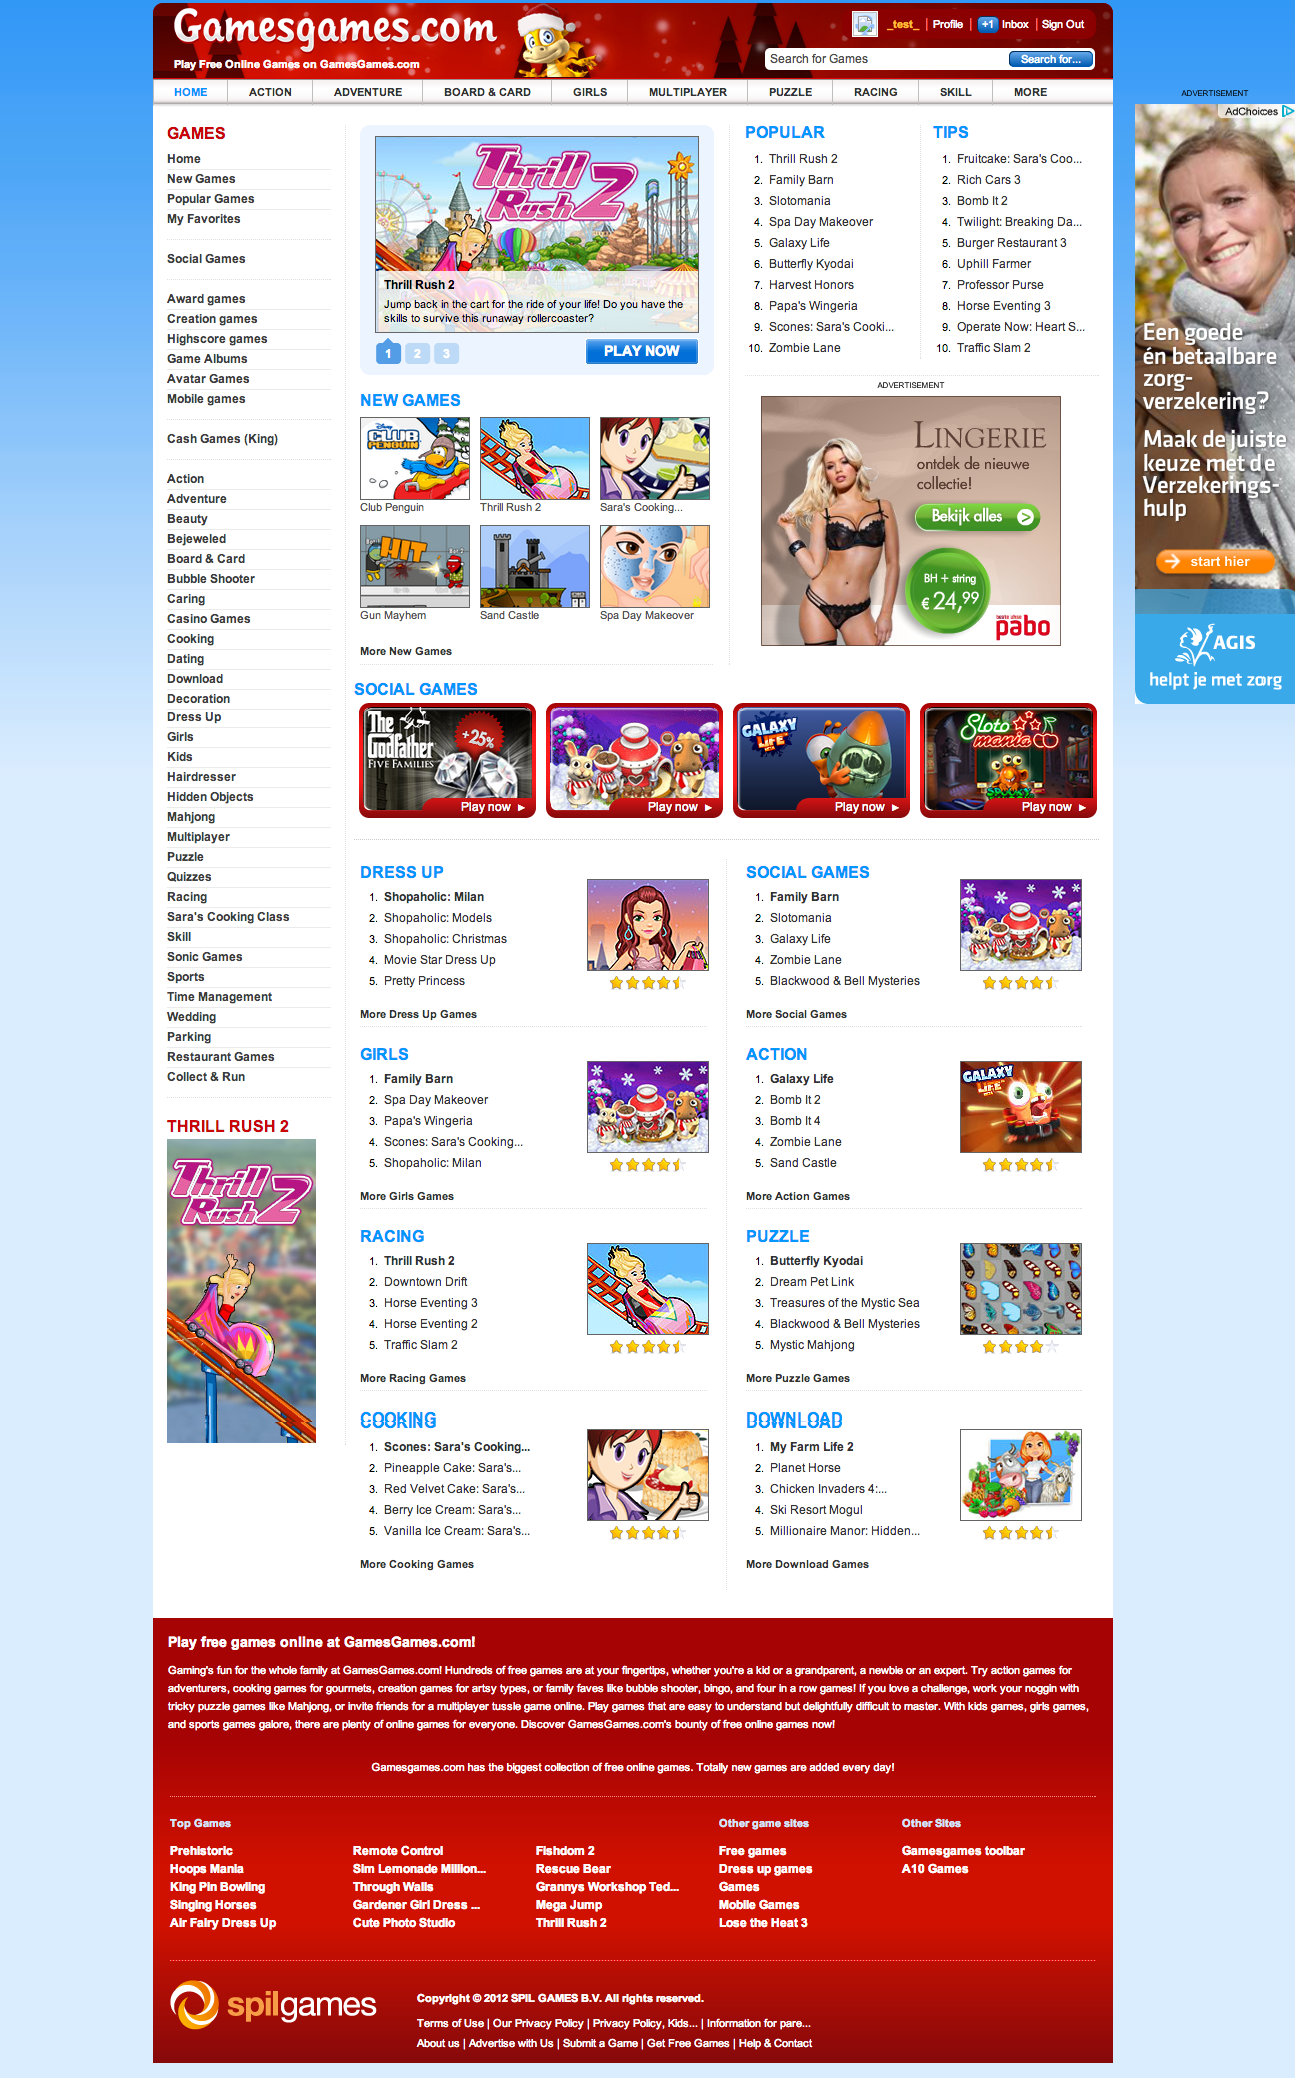 Gamesgames.com
Play Free Online Games on GamesGames.com
_test_ | Profile | +1 Inbox | Sign Out
Search for Games
Search for...
HOME
ACTION
ADVENTURE
BOARD & CARD
GIRLS
MULTIPLAYER
PUZZLE
RACING
SKILL
MORE
GAMES
Home
New Games
Popular Games
My Favorites
Social Games
Award games
Creation games
Highscore games
Game Albums
Avatar Games
Mobile games
Cash Games (King)
Action
Adventure
Beauty
Bejeweled
Board & Card
Bubble Shooter
Caring
Casino Games
Cooking
Dating
Download
Decoration
Dress Up
Girls
Kids
Hairdresser
Hidden Objects
Mahjong
Multiplayer
Puzzle
Quizzes
Racing
Sara's Cooking Class
Skill
Sonic Games
Sports
Time Management
Wedding
Parking
Restaurant Games
Collect & Run
THRILL RUSH 2
Thrill
Rush 2
Thrill
Rush 2
Thrill Rush 2
Jump back in the cart for the ride of your life! Do you have the
skills to survive this runaway rollercoaster?
1
2
3
PLAY NOW
POPULAR
1. Thrill Rush 2
2. Family Barn
3. Slotomania
4. Spa Day Makeover
5. Galaxy Life
6. Butterfly Kyodai
7. Harvest Honors
8. Papa's Wingeria
9. Scones: Sara's Cooki...
10. Zombie Lane
TIPS
1. Fruitcake: Sara's Coo...
2. Rich Cars 3
3. Bomb It 2
4. Twilight: Breaking Da...
5. Burger Restaurant 3
6. Uphill Farmer
7. Professor Purse
8. Horse Eventing 3
9. Operate Now: Heart S...
10. Traffic Slam 2
NEW GAMES
Disney
CLUB
PENGUIN
Club Penguin
Thrill Rush 2
Sara's Cooking...
HIT
Gun Mayhem
Sand Castle
Spa Day Makeover
More New Games
ADVERTISEMENT
LINGERIE
ontdek de nieuwe
collectie!
Bekijk alles
BH + string
€ 24,99
beate uhse
pabo
ADVERTISEMENT
AdChoices
Een goede
én betaalbare
zorg-
verzekering?
Maak de juiste
keuze met de
Verzekerings-
hulp
start hier
AGIS
helpt je met zorg
SOCIAL GAMES
The
Godfather
FIVE FAMILIES
+25%
Play now
Play now
GALAXY
LIFE
BETA
Play now
Sloto
mania
SPOOKY
Play now
DRESS UP
1. Shopaholic: Milan
2. Shopaholic: Models
3. Shopaholic: Christmas
4. Movie Star Dress Up
5. Pretty Princess
More Dress Up Games
SOCIAL GAMES
1. Family Barn
2. Slotomania
3. Galaxy Life
4. Zombie Lane
5. Blackwood & Bell Mysteries
More Social Games
GIRLS
1. Family Barn
2. Spa Day Makeover
3. Papa's Wingeria
4. Scones: Sara's Cooking...
5. Shopaholic: Milan
More Girls Games
ACTION
1. Galaxy Life
2. Bomb It 2
3. Bomb It 4
4. Zombie Lane
5. Sand Castle
GALAXY
LIFE
BETA
More Action Games
RACING
1. Thrill Rush 2
2. Downtown Drift
3. Horse Eventing 3
4. Horse Eventing 2
5. Traffic Slam 2
More Racing Games
PUZZLE
1. Butterfly Kyodai
2. Dream Pet Link
3. Treasures of the Mystic Sea
4. Blackwood & Bell Mysteries
5. Mystic Mahjong
More Puzzle Games
COOKING
1. Scones: Sara's Cooking...
2. Pineapple Cake: Sara's...
3. Red Velvet Cake: Sara's...
4. Berry Ice Cream: Sara's...
5. Vanilla Ice Cream: Sara's...
More Cooking Games
DOWNLOAD
1. My Farm Life 2
2. Planet Horse
3. Chicken Invaders 4:...
4. Ski Resort Mogul
5. Millionaire Manor: Hidden...
More Download Games
Play free games online at GamesGames.com!
Gaming's fun for the whole family at GamesGames.com! Hundreds of free games are at your fingertips, whether you're a kid or a grandparent, a newbie or an expert. Try action games for
adventurers, cooking games for gourmets, creation games for artsy types, or family faves like bubble shooter, bingo, and four in a row games! If you love a challenge, work your noggin with
tricky puzzle games like Mahjong, or invite friends for a multiplayer tussle game online. Play games that are easy to understand but delightfully difficult to master. With kids games, girls games,
and sports games galore, there are plenty of online games for everyone. Discover GamesGames.com's bounty of free online games now!
Gamesgames.com has the biggest collection of free online games. Totally new games are added every day!
Top Games
Prehistoric
Hoops Mania
King Pin Bowling
Singing Horses
Air Fairy Dress Up
Remote Control
Sim Lemonade Million...
Through Walls
Gardener Girl Dress ...
Cute Photo Studio
Fishdom 2
Rescue Bear
Grannys Workshop Ted...
Mega Jump
Thrill Rush 2
Other game sites
Free games
Dress up games
Games
Mobile Games
Lose the Heat 3
Other Sites
Gamesgames toolbar
A10 Games
spilgames
Copyright © 2012 SPIL GAMES B.V. All rights reserved.
Terms of Use | Our Privacy Policy | Privacy Policy, Kids... | Information for pare...
About us | Advertise with Us | Submit a Game | Get Free Games | Help & Contact